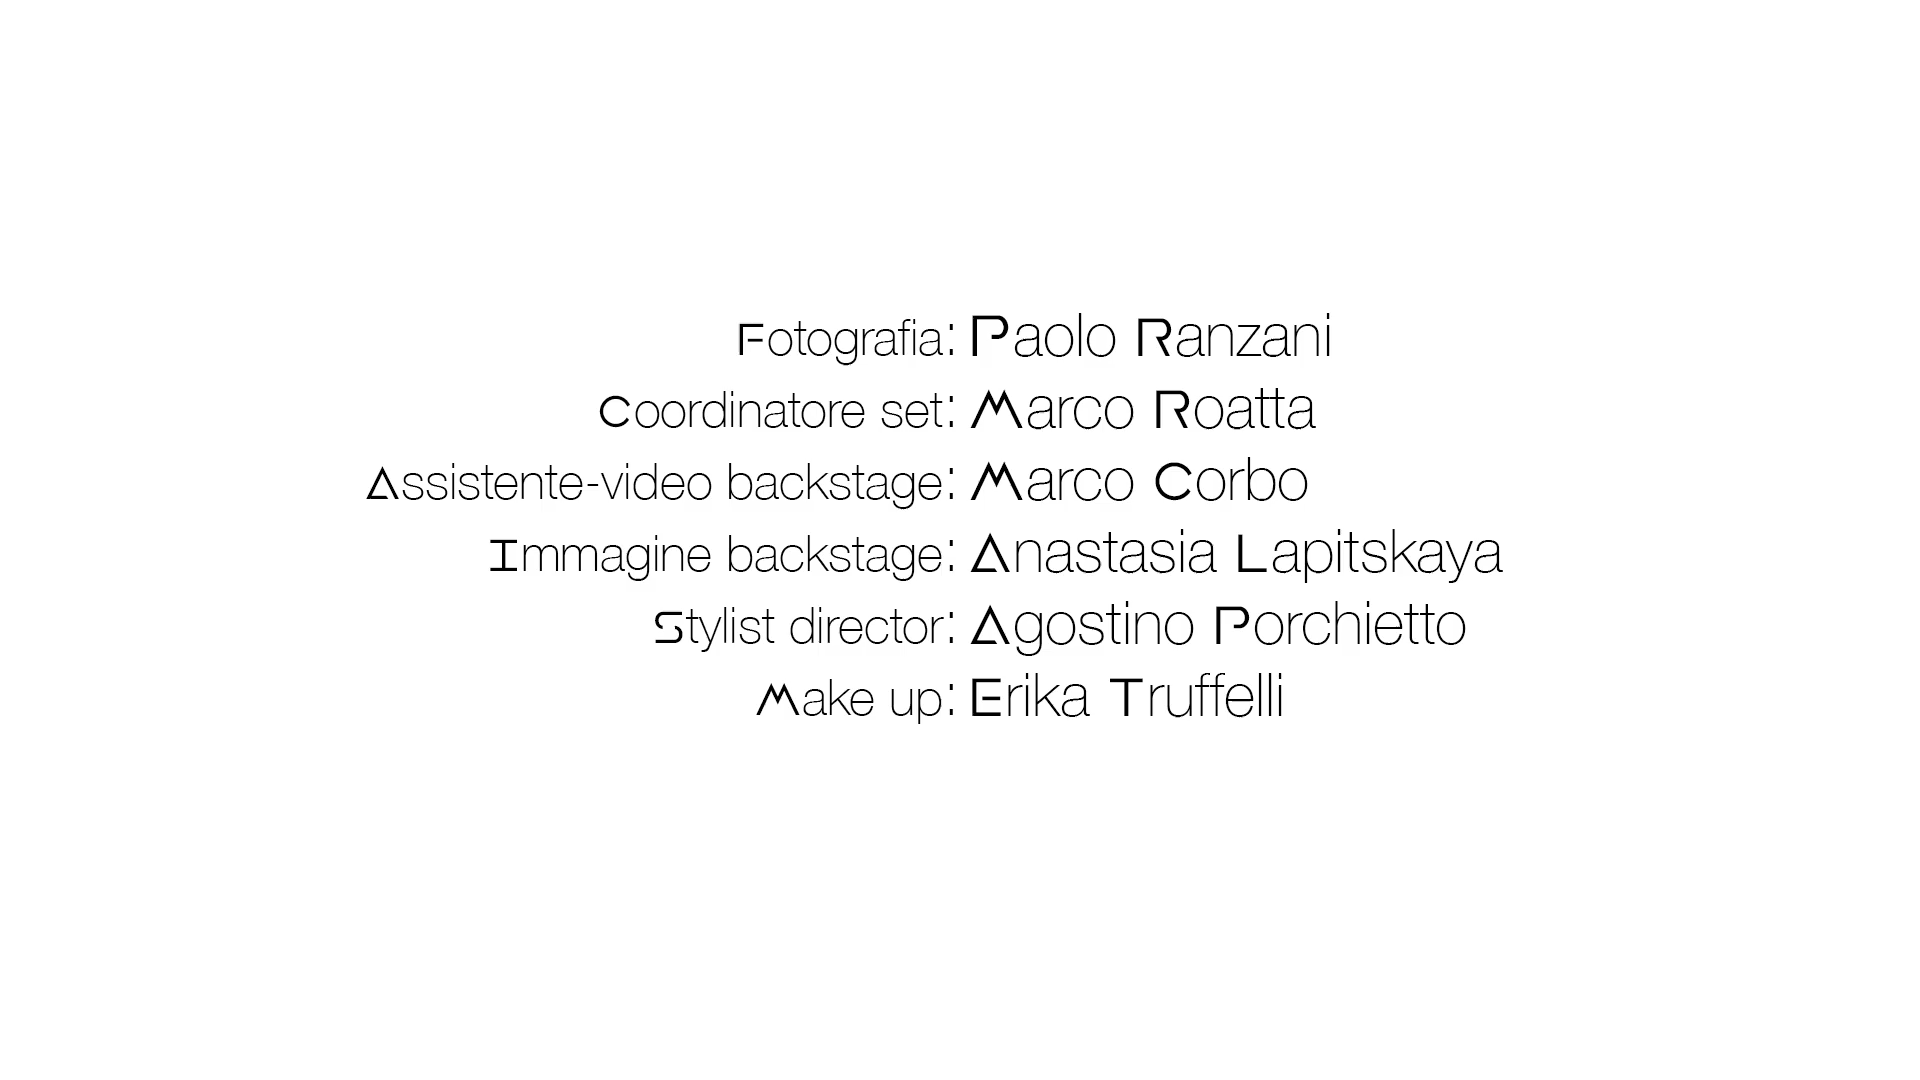 Fotografia: Paolo Ranzani
Coordinatore set: Marco Roatta
Assistente-video backstage: Marco Corbo
Immagine backstage: Anastasia Lapitskaya
Stylist director: Agostino Porchietto
Make up: Erika Truffelli